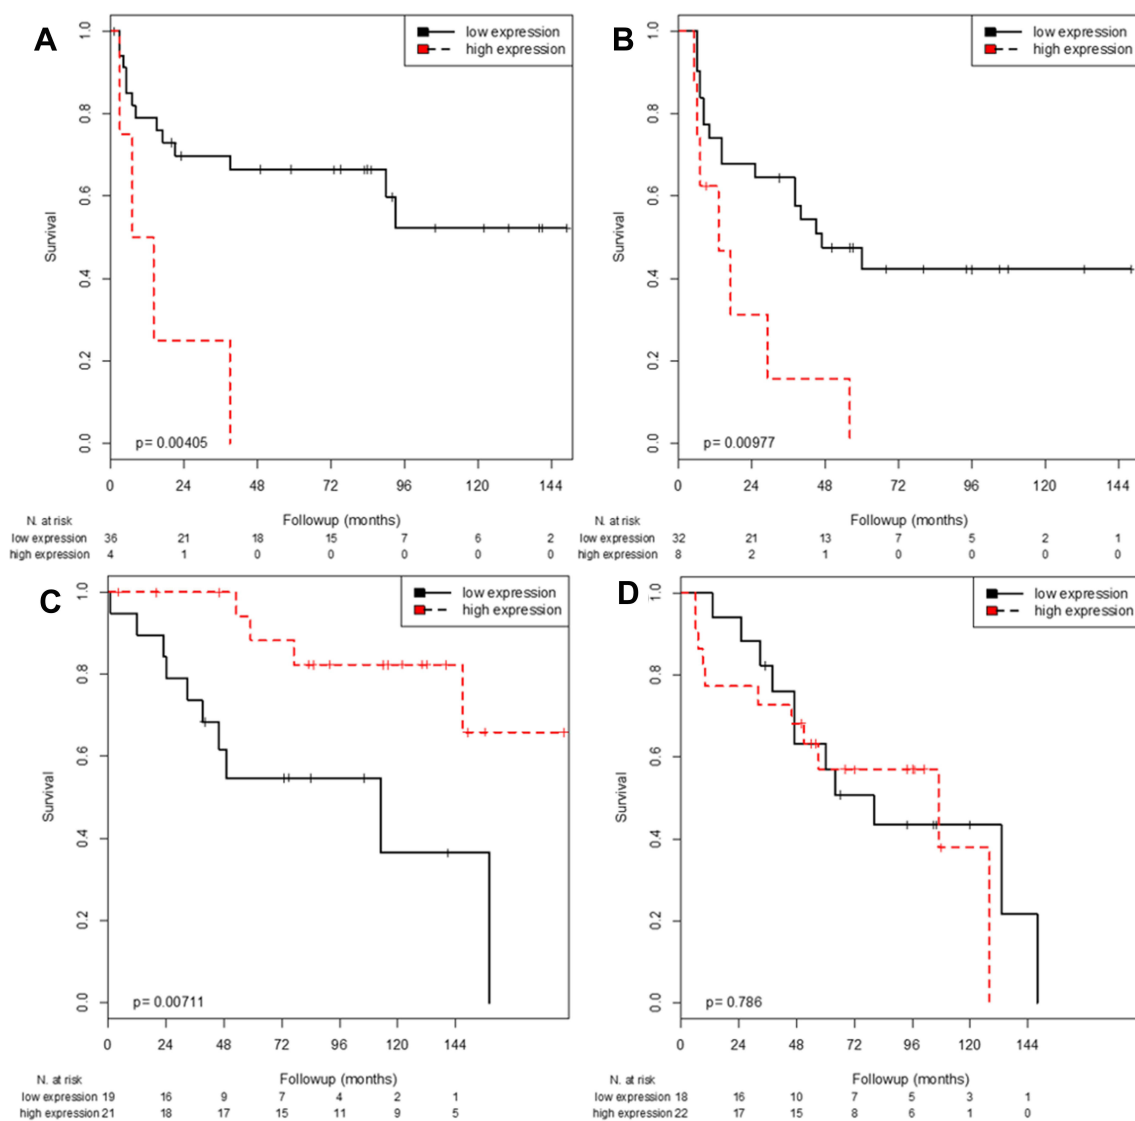 A
low expression
high expression
1.0
0.8
0.6
0.4
0.2
0.0
Survival
p= 0.00405
0 24 48 72 96 120 144
Followup (months)
N. at risk
low expression 36 21 18 15 7 6 2
high expression 4 1 0 0 0 0 0
B
low expression
high expression
1.0
0.8
0.6
0.4
0.2
0.0
Survival
p= 0.00977
0 24 48 72 96 120 144
Followup (months)
N. at risk
low expression 32 21 13 7 5 2 1
high expression 8 2 1 0 0 0 0
C
low expression
high expression
1.0
0.8
0.6
0.4
0.2
0.0
Survival
p= 0.00711
0 24 48 72 96 120 144
Followup (months)
N. at risk
low expression 19 16 9 7 4 2 1
high expression 21 18 17 15 11 9 5
D
low expression
high expression
1.0
0.8
0.6
0.4
0.2
0.0
Survival
p= 0.786
0 24 48 72 96 120 144
Followup (months)
N. at risk
low expression 18 16 10 7 5 3 1
high expression 22 17 15 8 6 1 0